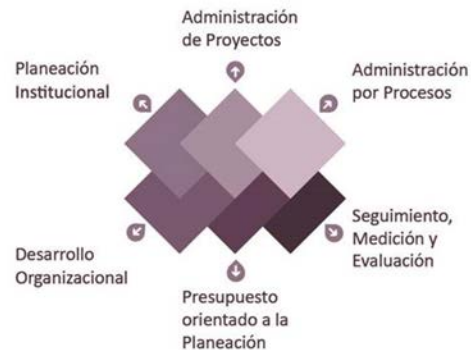 Administración
de Proyectos
Planeación
Institucional
Administración
por Procesos
Desarrollo
Organizacional
Seguimiento,
Medición y
Evaluación
Presupuesto
orientado a la
Planeación